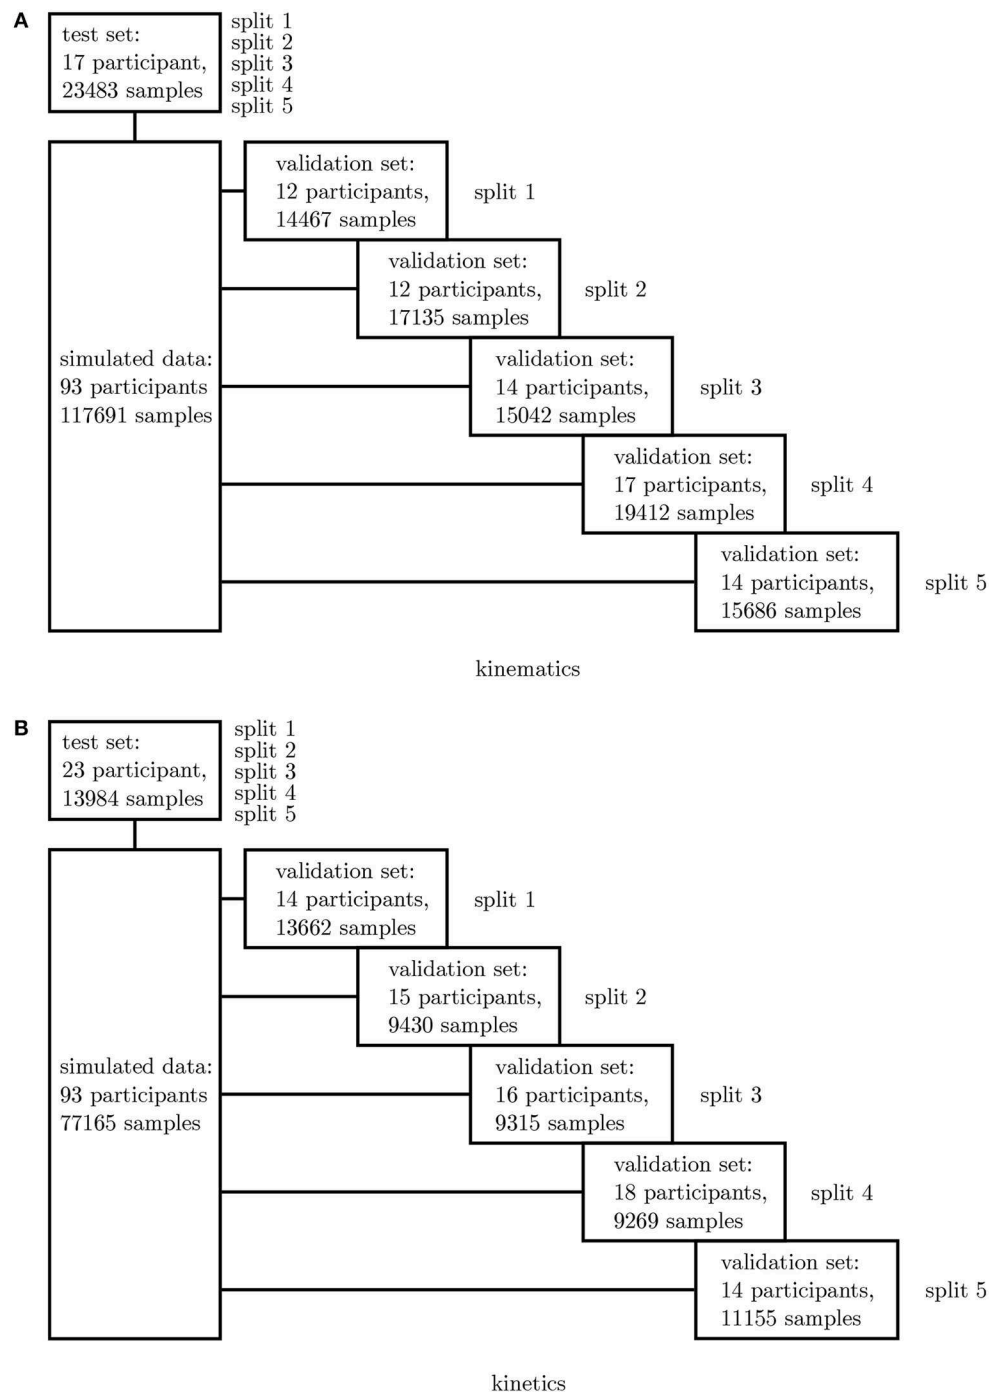 A
test set:
17 participant,
23483 samples
split 1
split 2
split 3
split 4
split 5
simulated data:
93 participants
117691 samples
validation set:
12 participants,
14467 samples
split 1
validation set:
12 participants,
17135 samples
split 2
validation set:
14 participants,
15042 samples
split 3
validation set:
17 participants,
19412 samples
split 4
validation set:
14 participants,
15686 samples
split 5
kinematics
B
test set:
23 participant,
13984 samples
split 1
split 2
split 3
split 4
split 5
simulated data:
93 participants
77165 samples
validation set:
14 participants,
13662 samples
split 1
validation set:
15 participants,
9430 samples
split 2
validation set:
16 participants,
9315 samples
split 3
validation set:
18 participants,
9269 samples
split 4
validation set:
14 participants,
11155 samples
split 5
kinetics